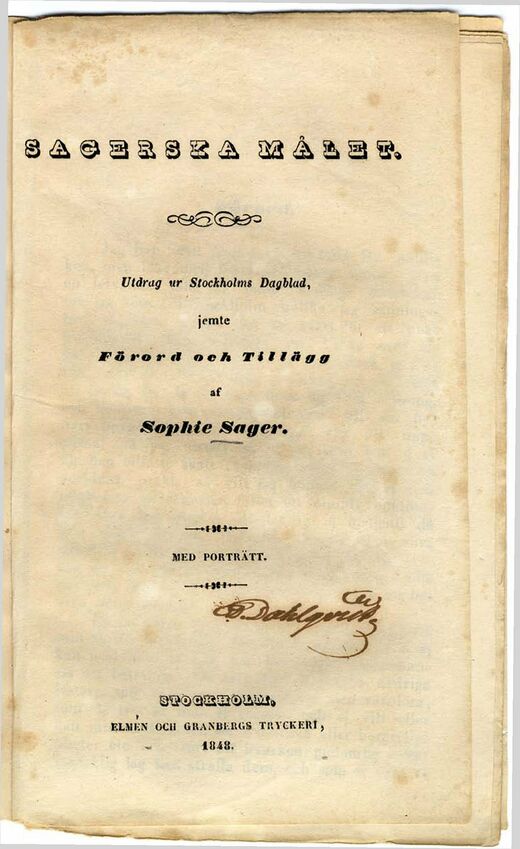 SAGERSKA MÅLET.
Utdrag ur Stockholms Dagblad,
jemte
Förord och Tillägg
af
Sophie Sager.
MED PORTRÄTT.
Dahlqvist
STOCKHOLM,
ELMÉN OCH GRANBERGS TRYCKERI,
1848.